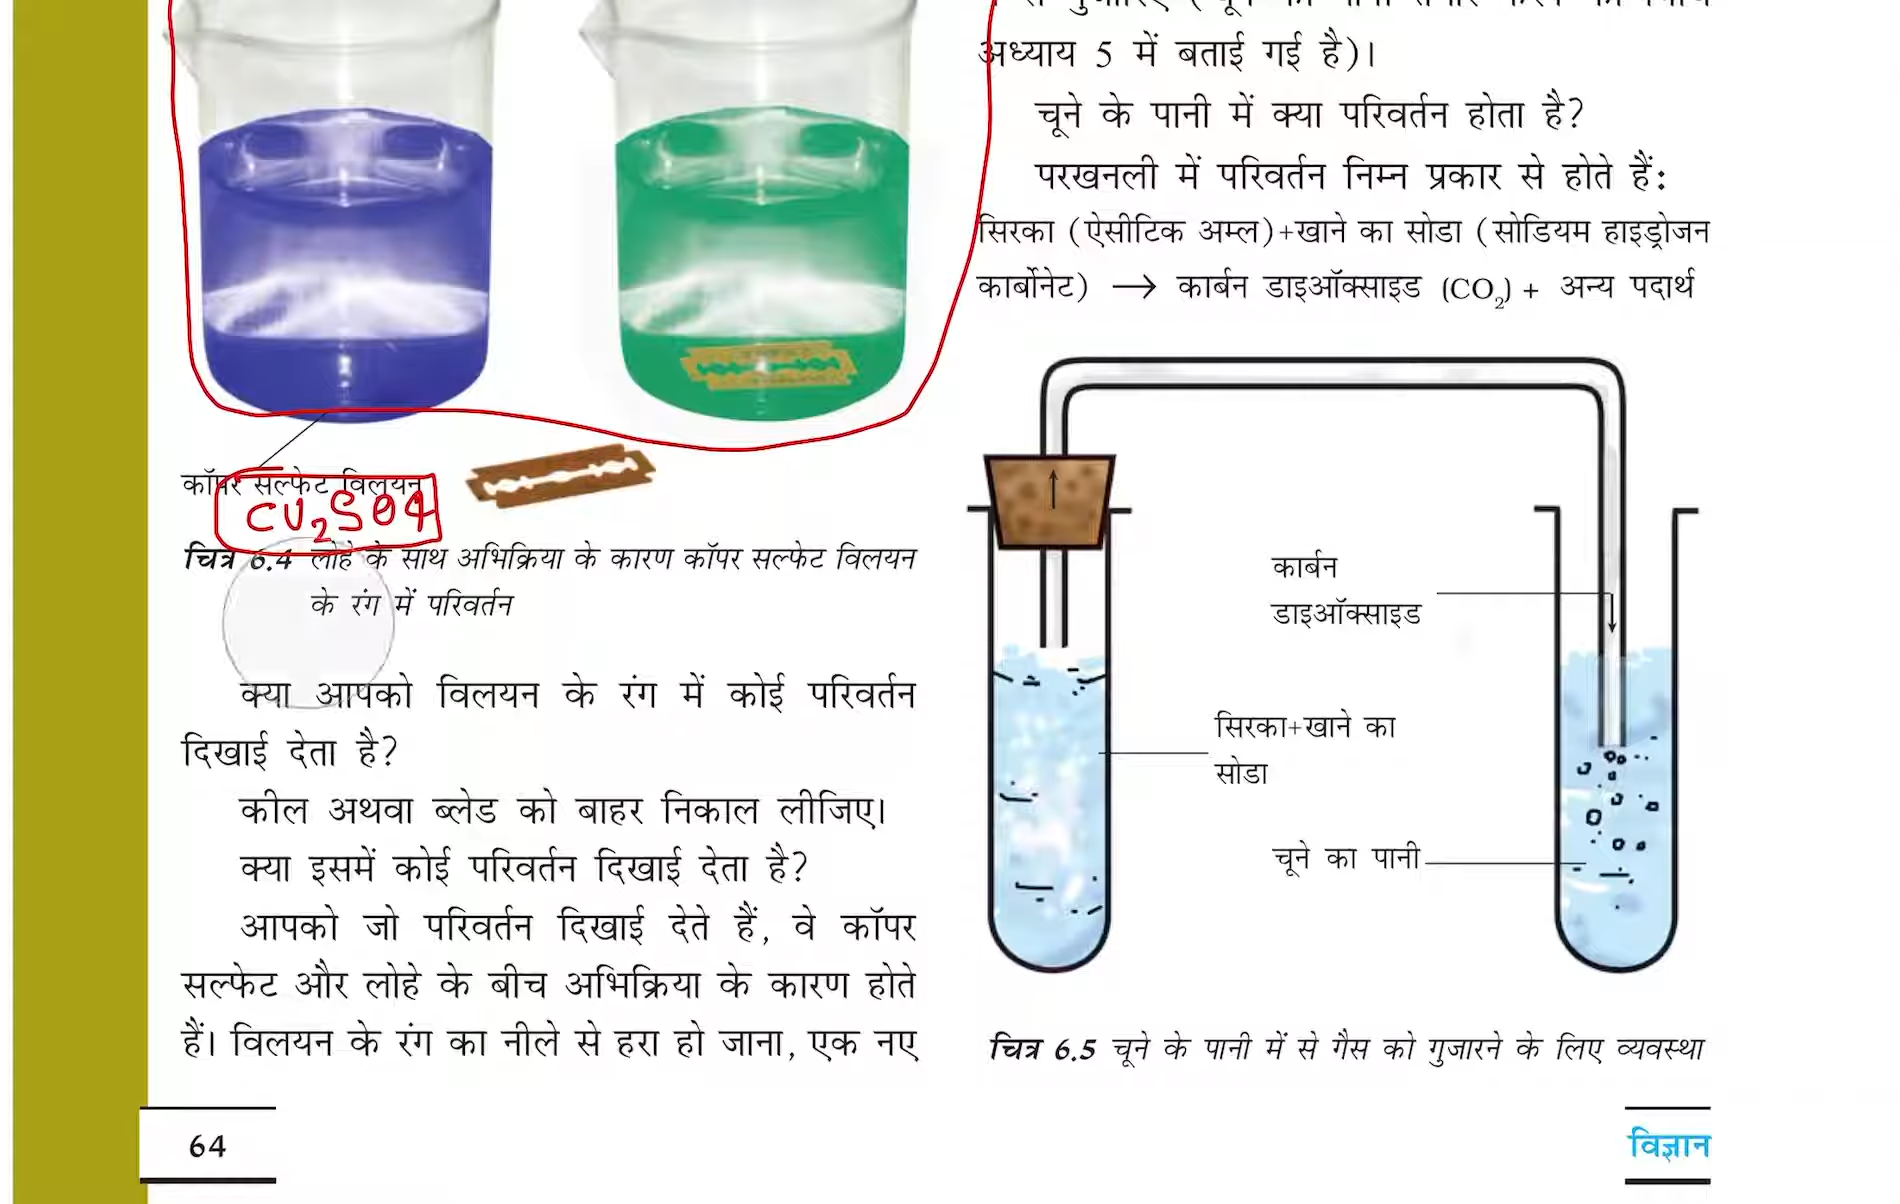 अध्याय 5 में बताई गई है)।
चूने के पानी में क्या परिवर्तन होता है?
परखनली में परिवर्तन निम्न प्रकार से होते हैं:
सिरका (ऐसीटिक अम्ल)+खाने का सोडा (सोडियम हाइड्रोजन
कार्बोनेट) → कार्बन डाइऑक्साइड (CO₂) + अन्य पदार्थ
कॉपर सल्फेट विलयन
CU₂SO4
चित्र 6.4 लोहे के साथ अभिक्रिया के कारण कॉपर सल्फेट विलयन
के रंग में परिवर्तन
क्या आपको विलयन के रंग में कोई परिवर्तन
दिखाई देता है?
कील अथवा ब्लेड को बाहर निकाल लीजिए।
क्या इसमें कोई परिवर्तन दिखाई देता है?
आपको जो परिवर्तन दिखाई देते हैं, वे कॉपर
सल्फेट और लोहे के बीच अभिक्रिया के कारण होते
हैं। विलयन के रंग का नीले से हरा हो जाना, एक नए
कार्बन
डाइऑक्साइड
सिरका+खाने का
सोडा
चूने का पानी
चित्र 6.5 चूने के पानी में से गैस को गुजारने के लिए व्यवस्था
64
विज्ञान